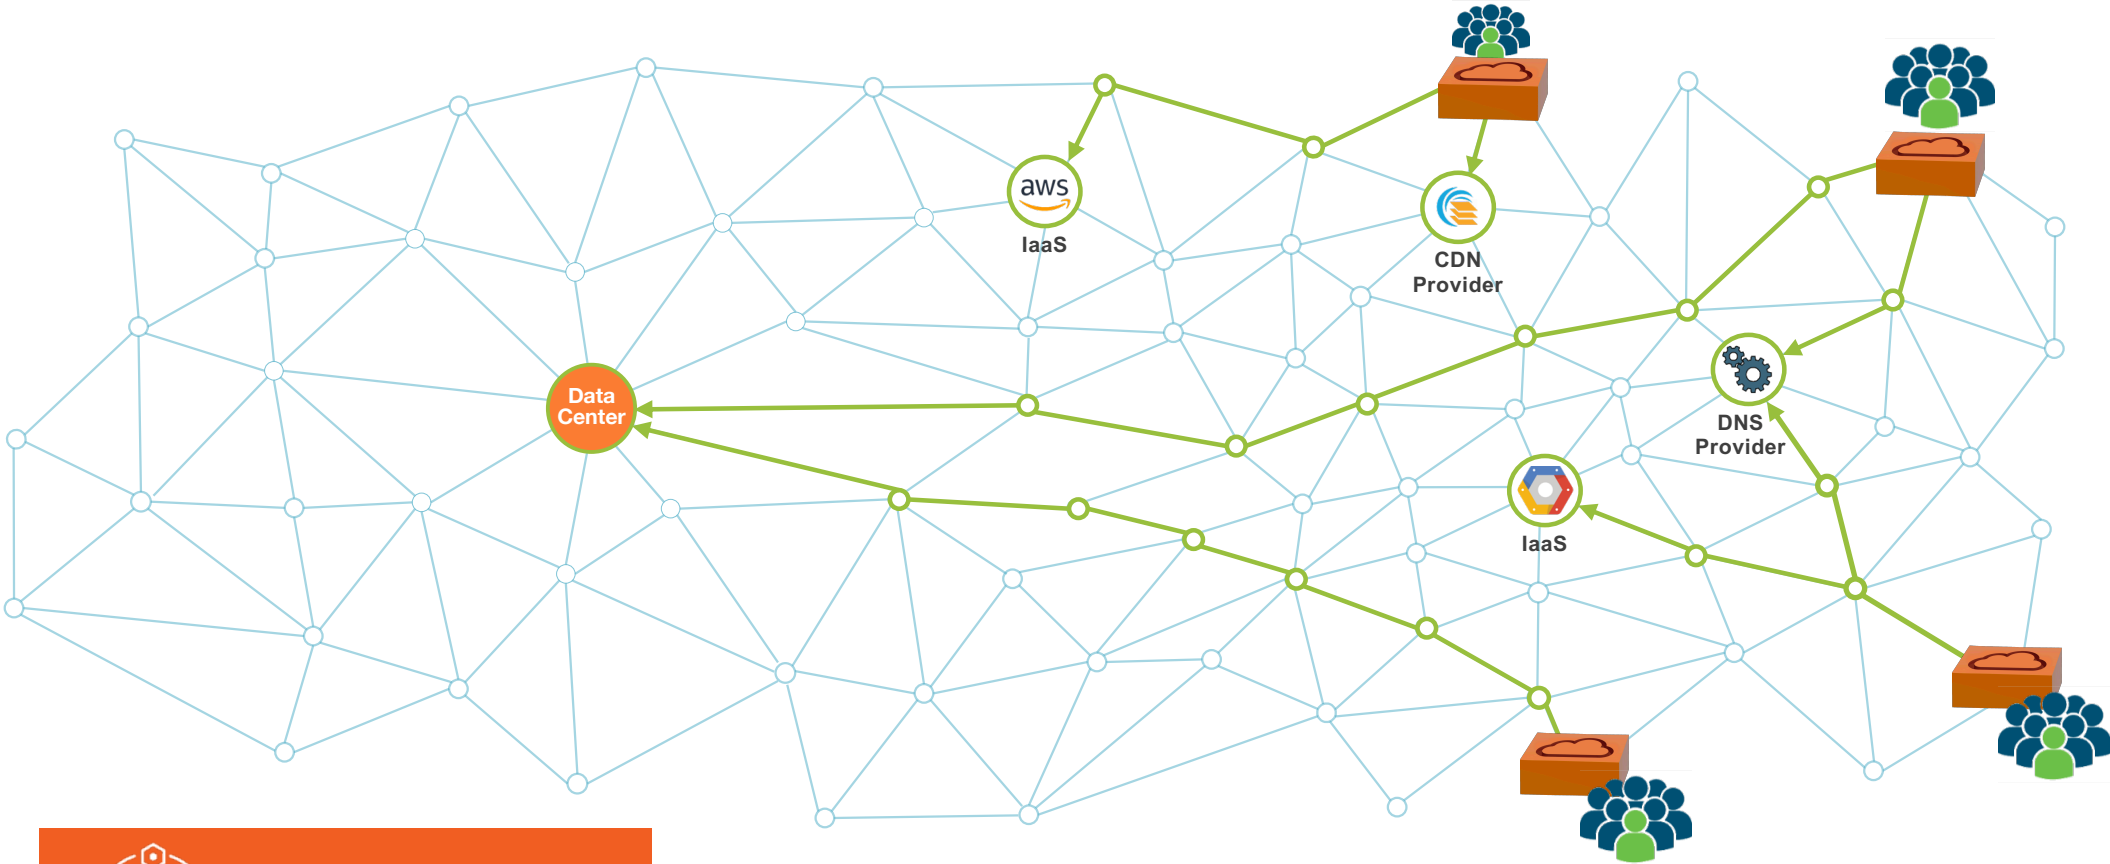 aws
IaaS
CDN
Provider
Data
Center
DNS
Provider
IaaS